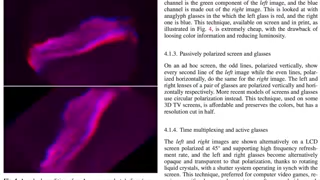 channel is the green component of the left image, and the blue
channel is made out of the right image. This is looked at with
anaglyph glasses in the which the left glass is red, and the right
one is blue. This technique, available on screen and in print, as
illustrated in Fig. 4, is extremely cheap, with the drawback of
loosing color information and reducing luminosity.
4.1.3. Passively polarized screen and glasses
On an ad hoc screen, the odd lines, polarized vertically, show
every second line of the left image while the even lines, polar-
ized horizontally, do the same for the right image. The right and
left lenses of a pair of glasses are polarized vertically and hori-
zontally respectively. More recent models of screens and glasses
use circular polarization instead. This technique, used on some
3D TV screens, is affordable and preserves the colors, but has a
resolution cut in half.
4.1.4. Time multiplexing and active glasses
The left and right images are shown alternatively on a LCD
screen polarized at 45° and supporting high frequency refresh-
ment rate, and the left and right glasses become alternatively
opaque and transparent to that polarization, thanks to rotating
liquid crystals, with a shutter system operating in synch with the
screen. This technique, preferred for computer video games, re-